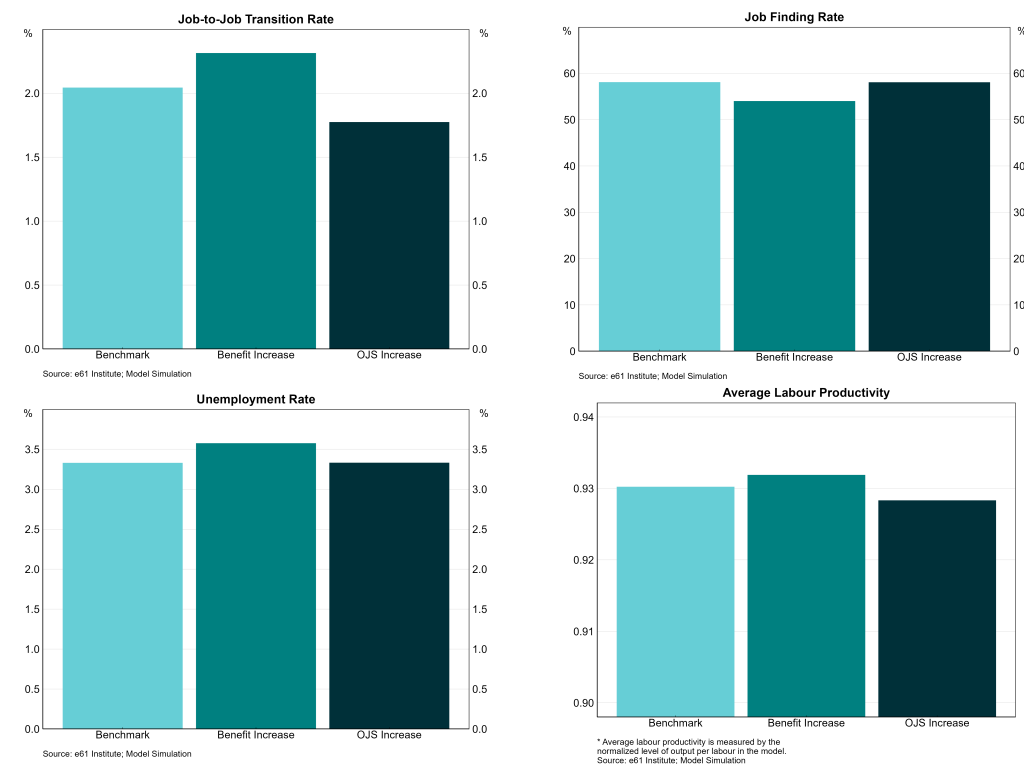 Job-to-Job Transition Rate
% %
2.0 2.0
1.5 1.5
1.0 1.0
0.5 0.5
0.0 0.0
Benchmark Benefit Increase OJS Increase
Source: e61 Institute; Model Simulation
Job Finding Rate
% %
60 60
50 50
40 40
30 30
20 20
10 10
0 0
Benchmark Benefit Increase OJS Increase
Source: e61 Institute; Model Simulation
Unemployment Rate
% %
3.5 3.5
3.0 3.0
2.5 2.5
2.0 2.0
1.5 1.5
1.0 1.0
0.5 0.5
0.0 0.0
Benchmark Benefit Increase OJS Increase
Source: e61 Institute; Model Simulation
Average Labour Productivity
0.94
0.93
0.92
0.91
0.90
Benchmark Benefit Increase OJS Increase
* Average labour productivity is measured by the
normalized level of output per labour in the model.
Source: e61 Institute; Model Simulation